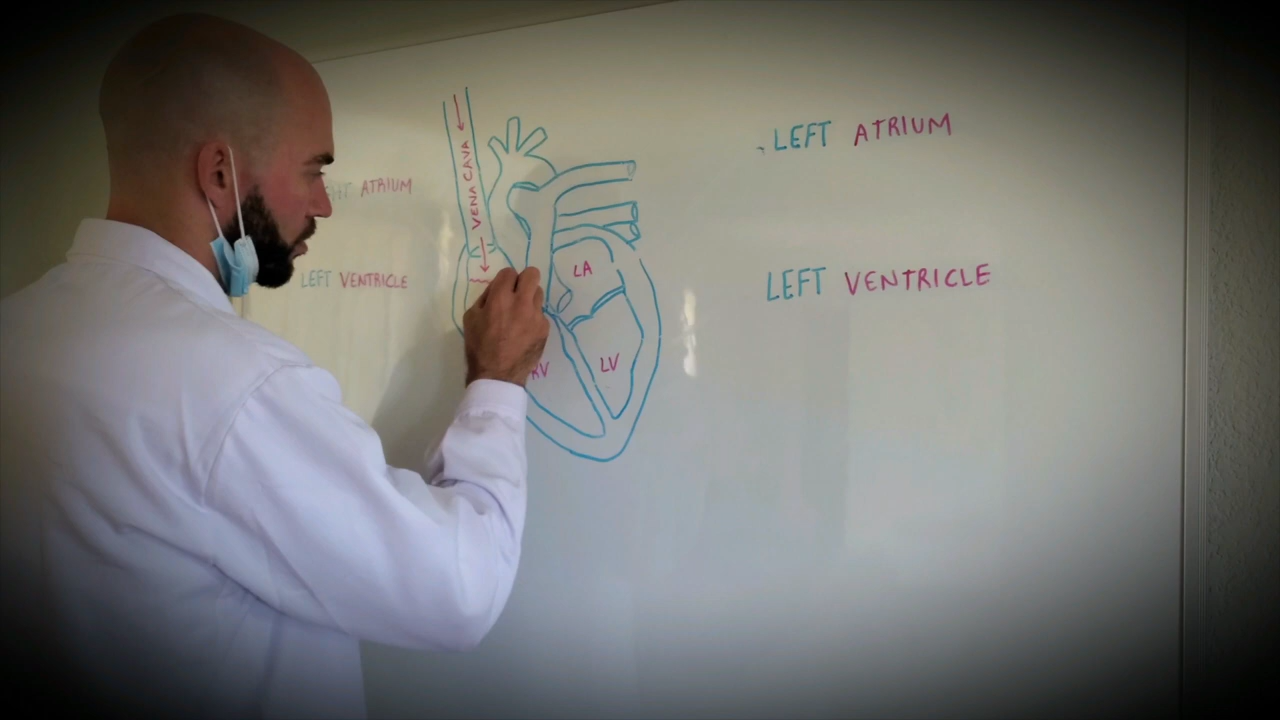 VENA CAVA
ATRIUM
LEFT VENTRICLE
LA
RV
LV
LEFT ATRIUM
LEFT VENTRICLE